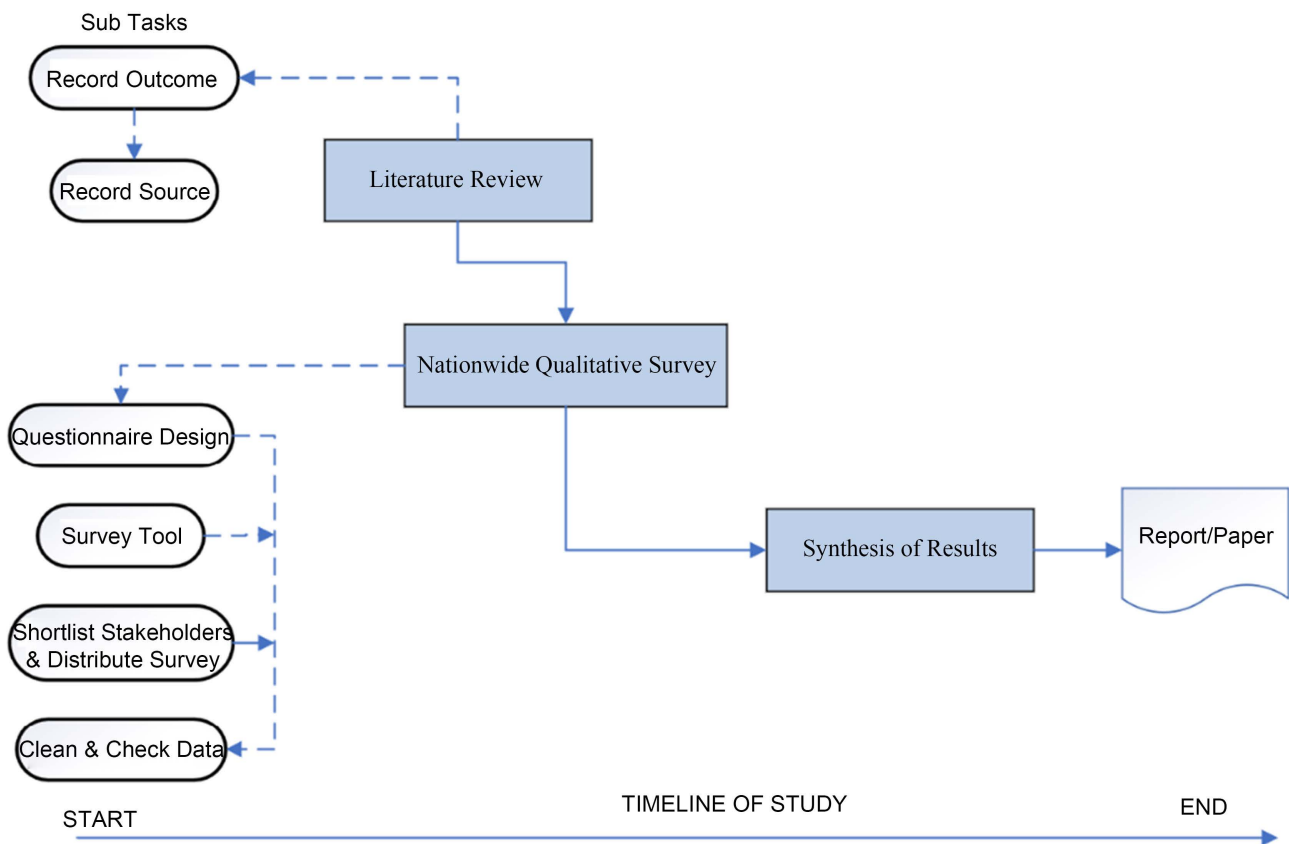 Sub Tasks
Record Outcome
Record Source
Literature Review
Nationwide Qualitative Survey
Questionnaire Design
Survey Tool
Shortlist Stakeholders
& Distribute Survey
Clean & Check Data
Synthesis of Results
Report/Paper
START
TIMELINE OF STUDY
END